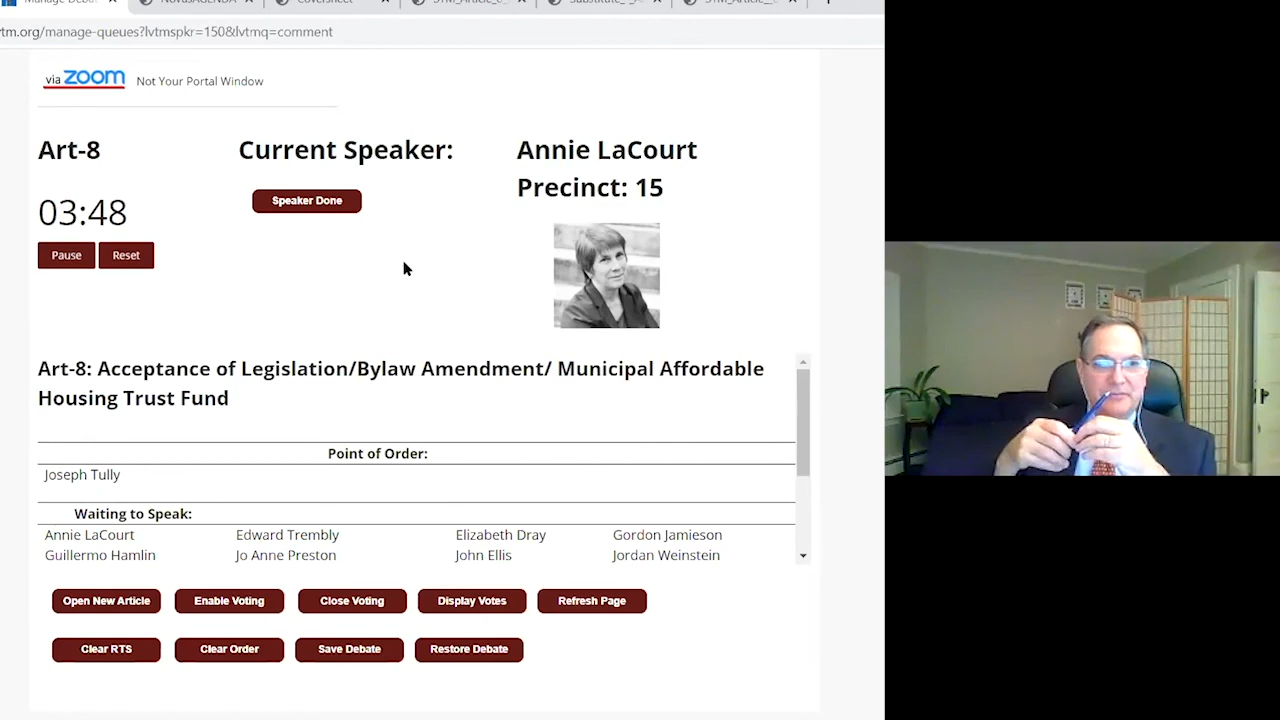 NovusAGENDA
Coversheet
tm.org/manage-queues?lvtmspkr=150&lvtmq=comment
via zoom Not Your Portal Window
Art-8 Current Speaker: Annie LaCourt
Precinct: 15
Speaker Done
03:48
Pause Reset
Art-8: Acceptance of Legislation/Bylaw Amendment/ Municipal Affordable
Housing Trust Fund
Point of Order:
Joseph Tully
Waiting to Speak:
Annie LaCourt Edward Trembly Elizabeth Dray Gordon Jamieson
Guillermo Hamlin Jo Anne Preston John Ellis Jordan Weinstein
Open New Article Enable Voting Close Voting Display Votes Refresh Page
Clear RTS Clear Order Save Debate Restore Debate